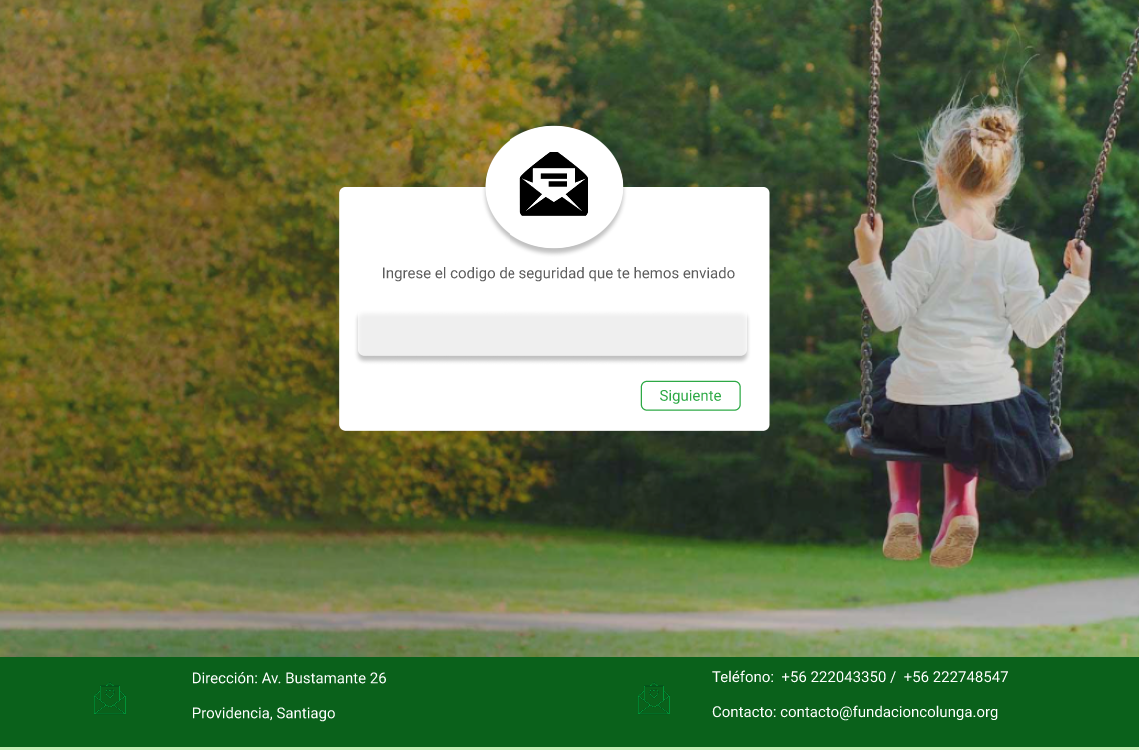 Ingrese el codigo de seguridad que te hemos enviado
Siguiente
Dirección: Av. Bustamante 26
Providencia, Santiago
Teléfono:  +56 222043350 /  +56 222748547
Contacto: contacto@fundacioncolunga.org